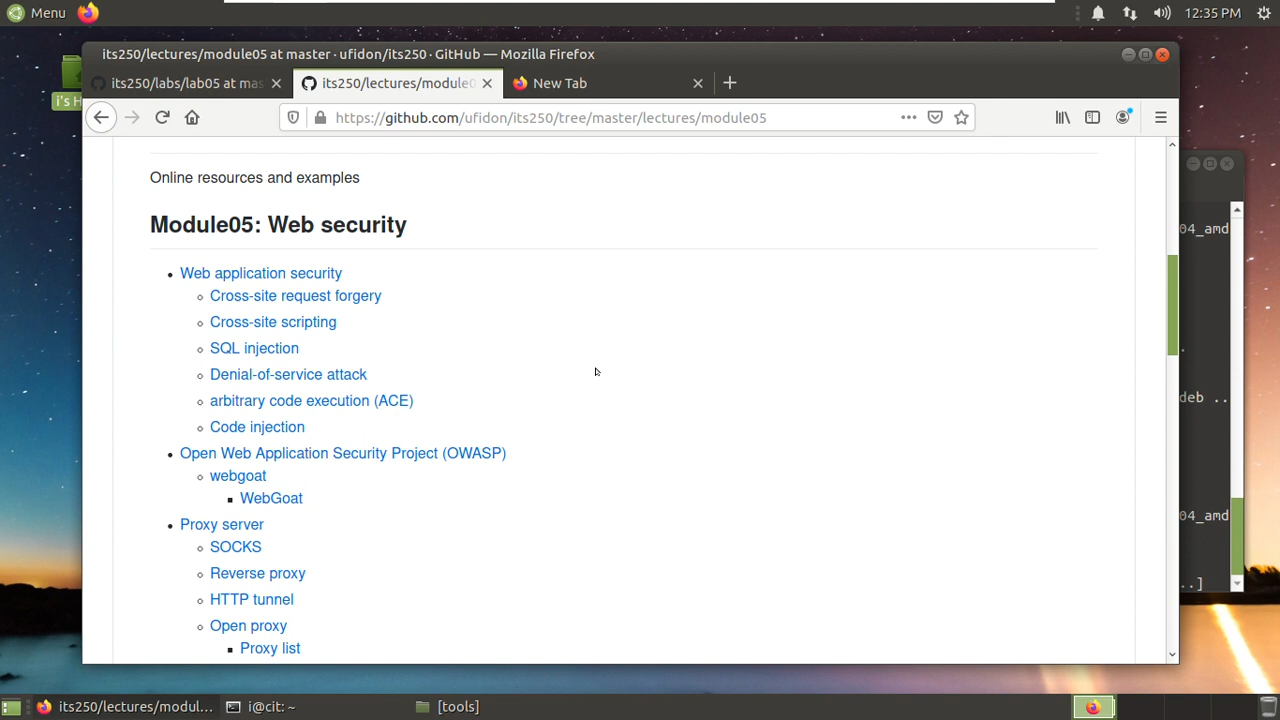 Menu
12:35 PM
its250/lectures/module05 at master · ufidon/its250 · GitHub — Mozilla Firefox
its250/labs/lab05 at mas
its250/lectures/module0
New Tab
i's H
https://github.com/ufidon/its250/tree/master/lectures/module05
Online resources and examples
Module05: Web security
Web application security
Cross-site request forgery
Cross-site scripting
SQL injection
Denial-of-service attack
arbitrary code execution (ACE)
Code injection
Open Web Application Security Project (OWASP)
webgoat
WebGoat
Proxy server
SOCKS
Reverse proxy
HTTP tunnel
Open proxy
Proxy list
04_amd
.
deb ..
04_amd
..]
its250/lectures/modul...
i@cit: ~
[tools]